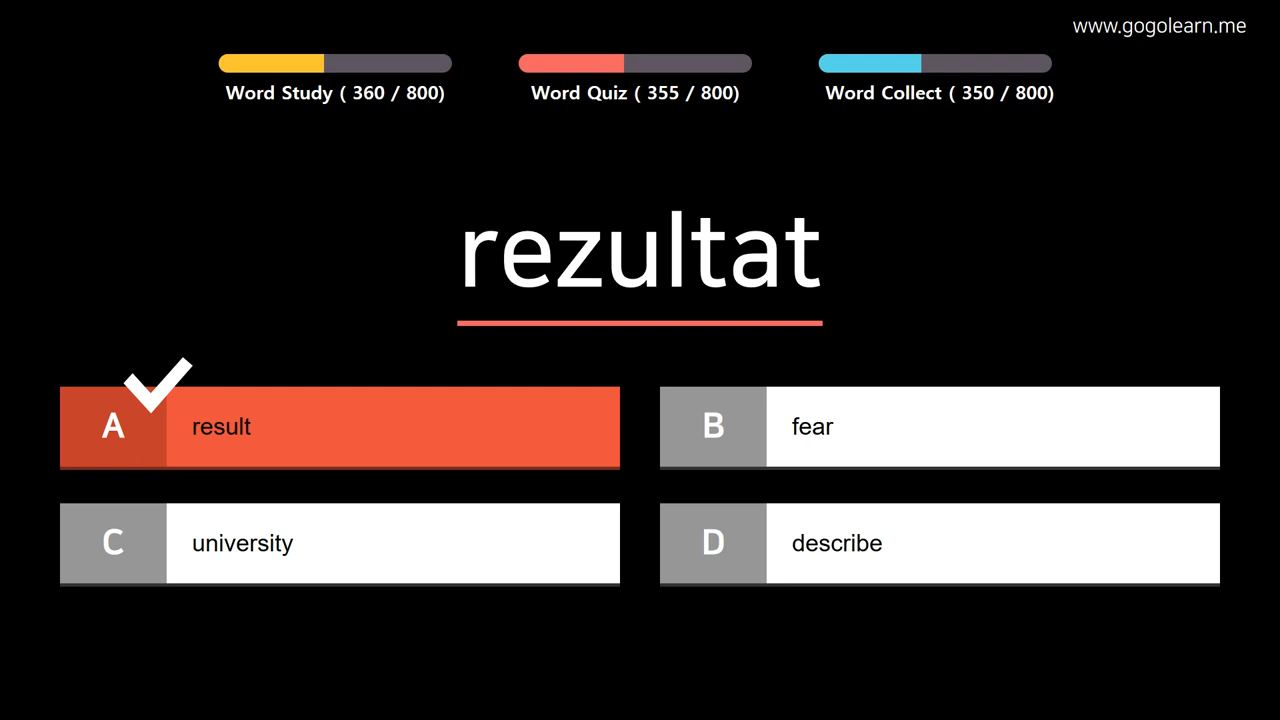 www.gogolearn.me
Word Study ( 360 / 800)
Word Quiz ( 355 / 800)
Word Collect ( 350 / 800)
rezultat
A result
B fear
C university
D describe